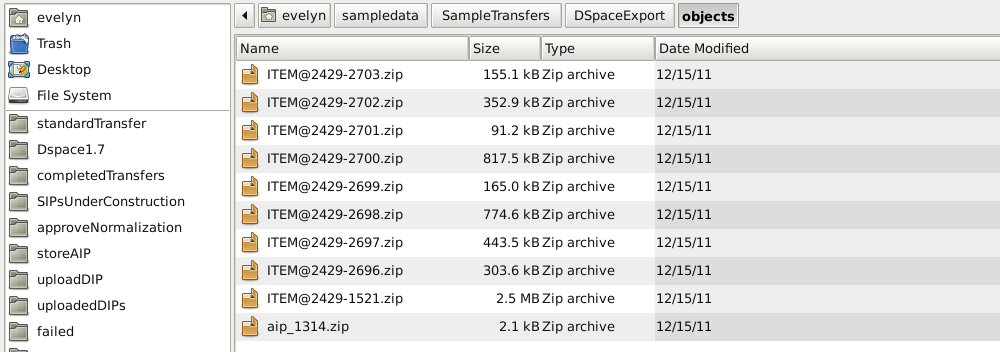 evelyn
Trash
Desktop
File System
standardTransfer
Dspace1.7
completedTransfers
SIPsUnderConstruction
approveNormalization
storeAIP
uploadDIP
uploadedDIPs
failed
evelyn sampledata SampleTransfers DSpaceExport objects
Name Size Type Date Modified
ITEM@2429-2703.zip 155.1 kB Zip archive 12/15/11
ITEM@2429-2702.zip 352.9 kB Zip archive 12/15/11
ITEM@2429-2701.zip 91.2 kB Zip archive 12/15/11
ITEM@2429-2700.zip 817.5 kB Zip archive 12/15/11
ITEM@2429-2699.zip 165.0 kB Zip archive 12/15/11
ITEM@2429-2698.zip 774.6 kB Zip archive 12/15/11
ITEM@2429-2697.zip 443.5 kB Zip archive 12/15/11
ITEM@2429-2696.zip 303.6 kB Zip archive 12/15/11
ITEM@2429-1521.zip 2.5 MB Zip archive 12/15/11
aip_1314.zip 2.1 kB Zip archive 12/15/11